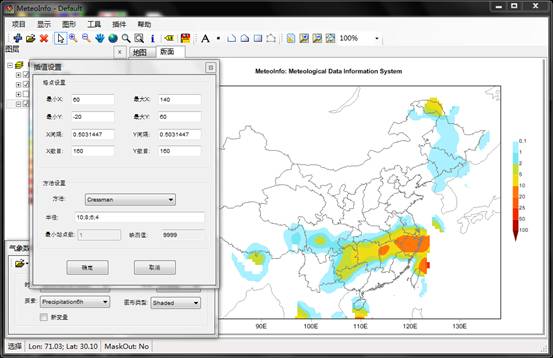 MeteoInfo - Default
项目 显示 图形 工具 插件 帮助
100%
图层
地图 版面
插值设置
格点设置
最小X: 60 最大X: 140
最小Y: -20 最大Y: 60
X间隔: 0.5031447 Y间隔: 0.5031447
X数目: 160 Y数目: 160
方法设置
方法: Cressman
半径: 10;8;6;4
最小站点数: 1 缺测值: 9999
确定 取消
MeteoInfo: Meteological Data Information System
0.1
1
2
5
10
20
25
50
100
90E 100E 110E 120E 130E
气象数
要素: Precipitation6h 图形类型: Shaded
新变量
选择 Lon: 71.03; Lat: 30.10 MaskOut: No